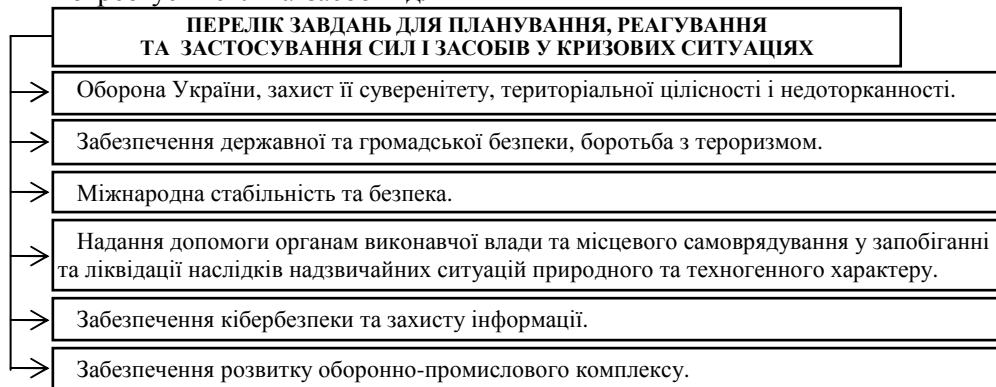 ПЕРЕЛІК ЗАВДАНЬ ДЛЯ ПЛАНУВАННЯ, РЕАГУВАННЯ
ТА ЗАСТОСУВАННЯ СИЛ І ЗАСОБІВ У КРИЗОВИХ СИТУАЦІЯХ
Оборона України, захист її суверенітету, територіальної цілісності і недоторканності.
Забезпечення державної та громадської безпеки, боротьба з тероризмом.
Міжнародна стабільність та безпека.
Надання допомоги органам виконавчої влади та місцевого самоврядування у запобіганні
та ліквідації наслідків надзвичайних ситуацій природного та техногенного характеру.
Забезпечення кібербезпеки та захисту інформації.
Забезпечення розвитку оборонно-промислового комплексу.